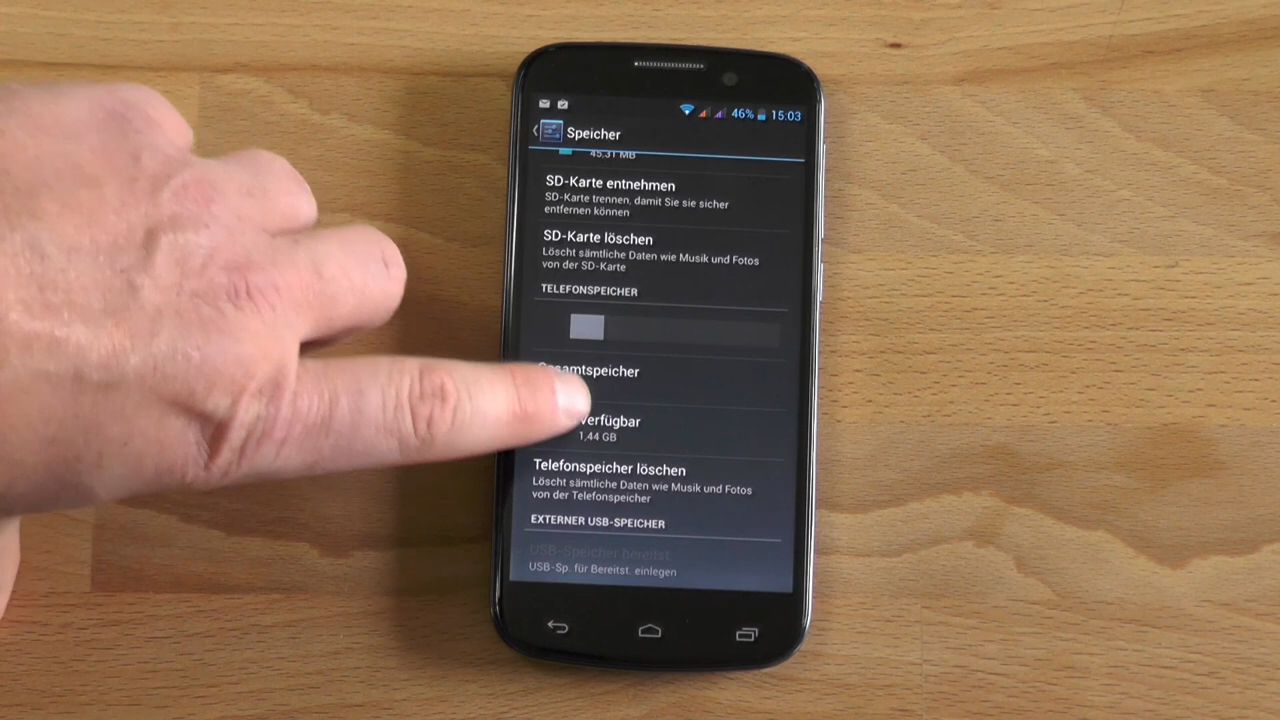 46% 15:03
Speicher
45,31 MB
SD-Karte entnehmen
SD-Karte trennen, damit Sie sie sicher
entfernen können
SD-Karte löschen
Löscht sämtliche Daten wie Musik und Fotos
von der SD-Karte
TELEFONSPEICHER
Gesamtspeicher
verfügbar
1,44 GB
Telefonspeicher löschen
Löscht sämtliche Daten wie Musik und Fotos
von der Telefonspeicher
EXTERNER USB-SPEICHER
USB-Speicher bereitst.
USB-Sp. für Bereitst. einlegen